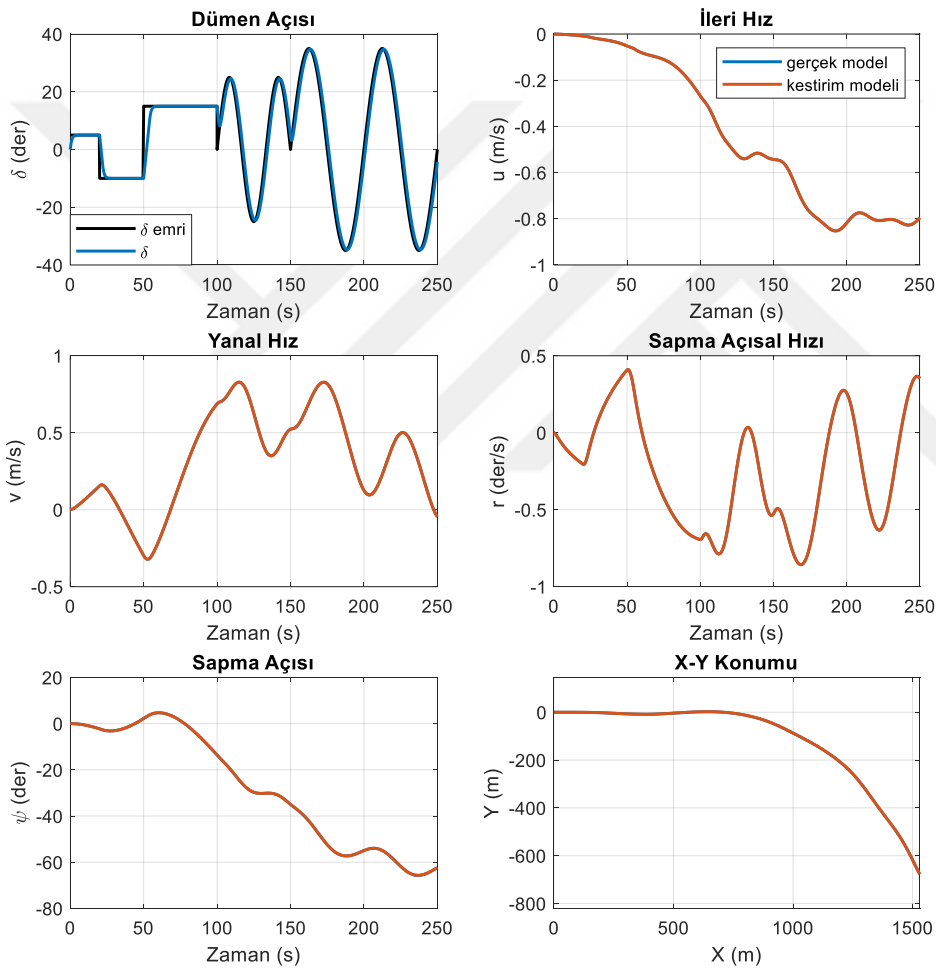 Dümen Açısı
40
20
0
-20
-40
δ (der)
δ emri
δ
0 50 100 150 200 250
Zaman (s)
İleri Hız
0
-0.2
-0.4
-0.6
-0.8
-1
u (m/s)
gerçek model
kestirim modeli
0 50 100 150 200 250
Zaman (s)
Yanal Hız
1
0.5
0
-0.5
v (m/s)
0 50 100 150 200 250
Zaman (s)
Sapma Açısal Hızı
0.5
0
-0.5
-1
r (der/s)
0 50 100 150 200 250
Zaman (s)
Sapma Açısı
20
0
-20
-40
-60
-80
ψ (der)
0 50 100 150 200 250
Zaman (s)
X-Y Konumu
0
-200
-400
-600
-800
Y (m)
0 500 1000 1500
X (m)